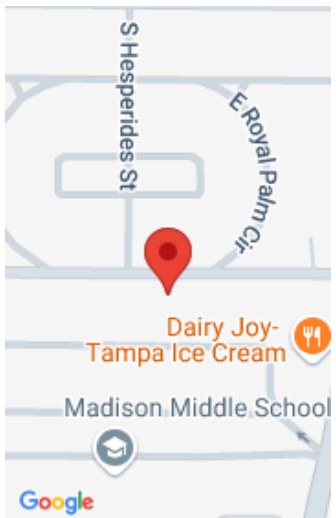 S Hesperides St
E Royal Palm Cir
Dairy Joy-
Tampa Ice Cream
Madison Middle School
Google